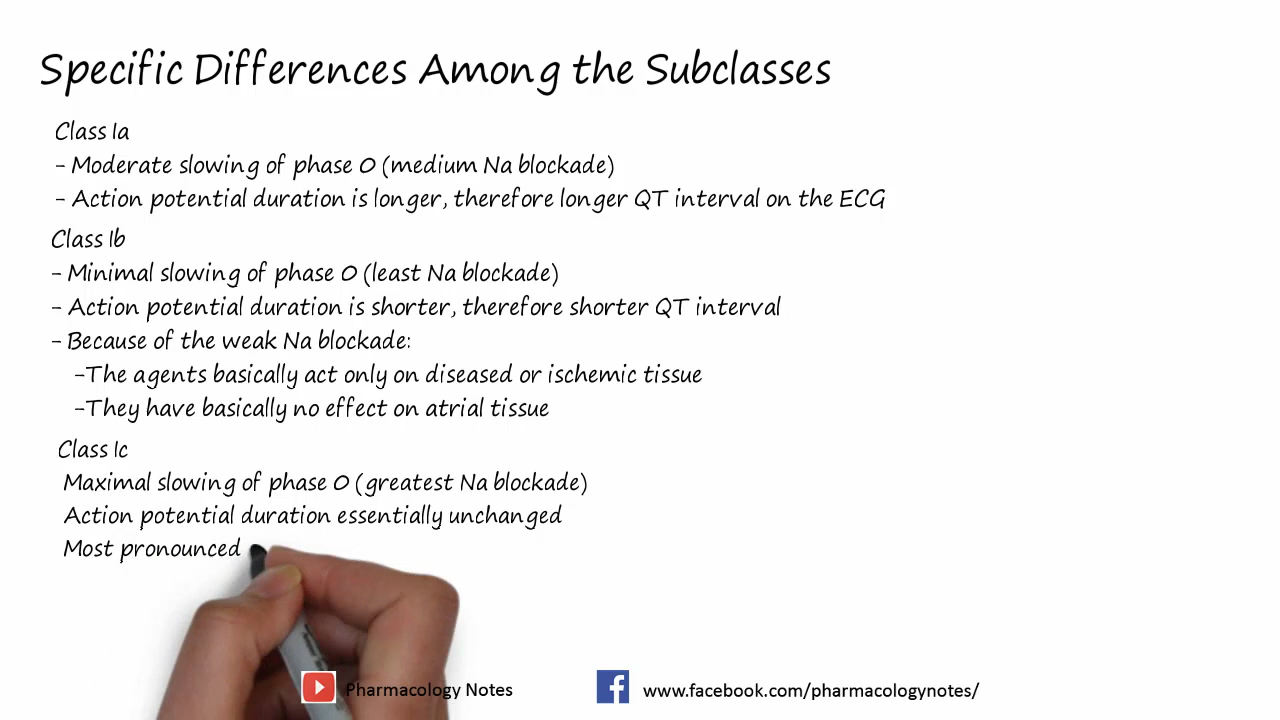 Specific Differences Among the Subclasses
Class Ia
- Moderate slowing of phase 0 (medium Na blockade)
- Action potential duration is longer, therefore longer QT interval on the ECG
Class Ib
- Minimal slowing of phase 0 (least Na blockade)
- Action potential duration is shorter, therefore shorter QT interval
- Because of the weak Na blockade:
-The agents basically act only on diseased or ischemic tissue
-They have basically no effect on atrial tissue
Class Ic
Maximal slowing of phase 0 (greatest Na blockade)
Action potential duration essentially unchanged
Most pronounced
Pharmacology Notes
www.facebook.com/pharmacologynotes/